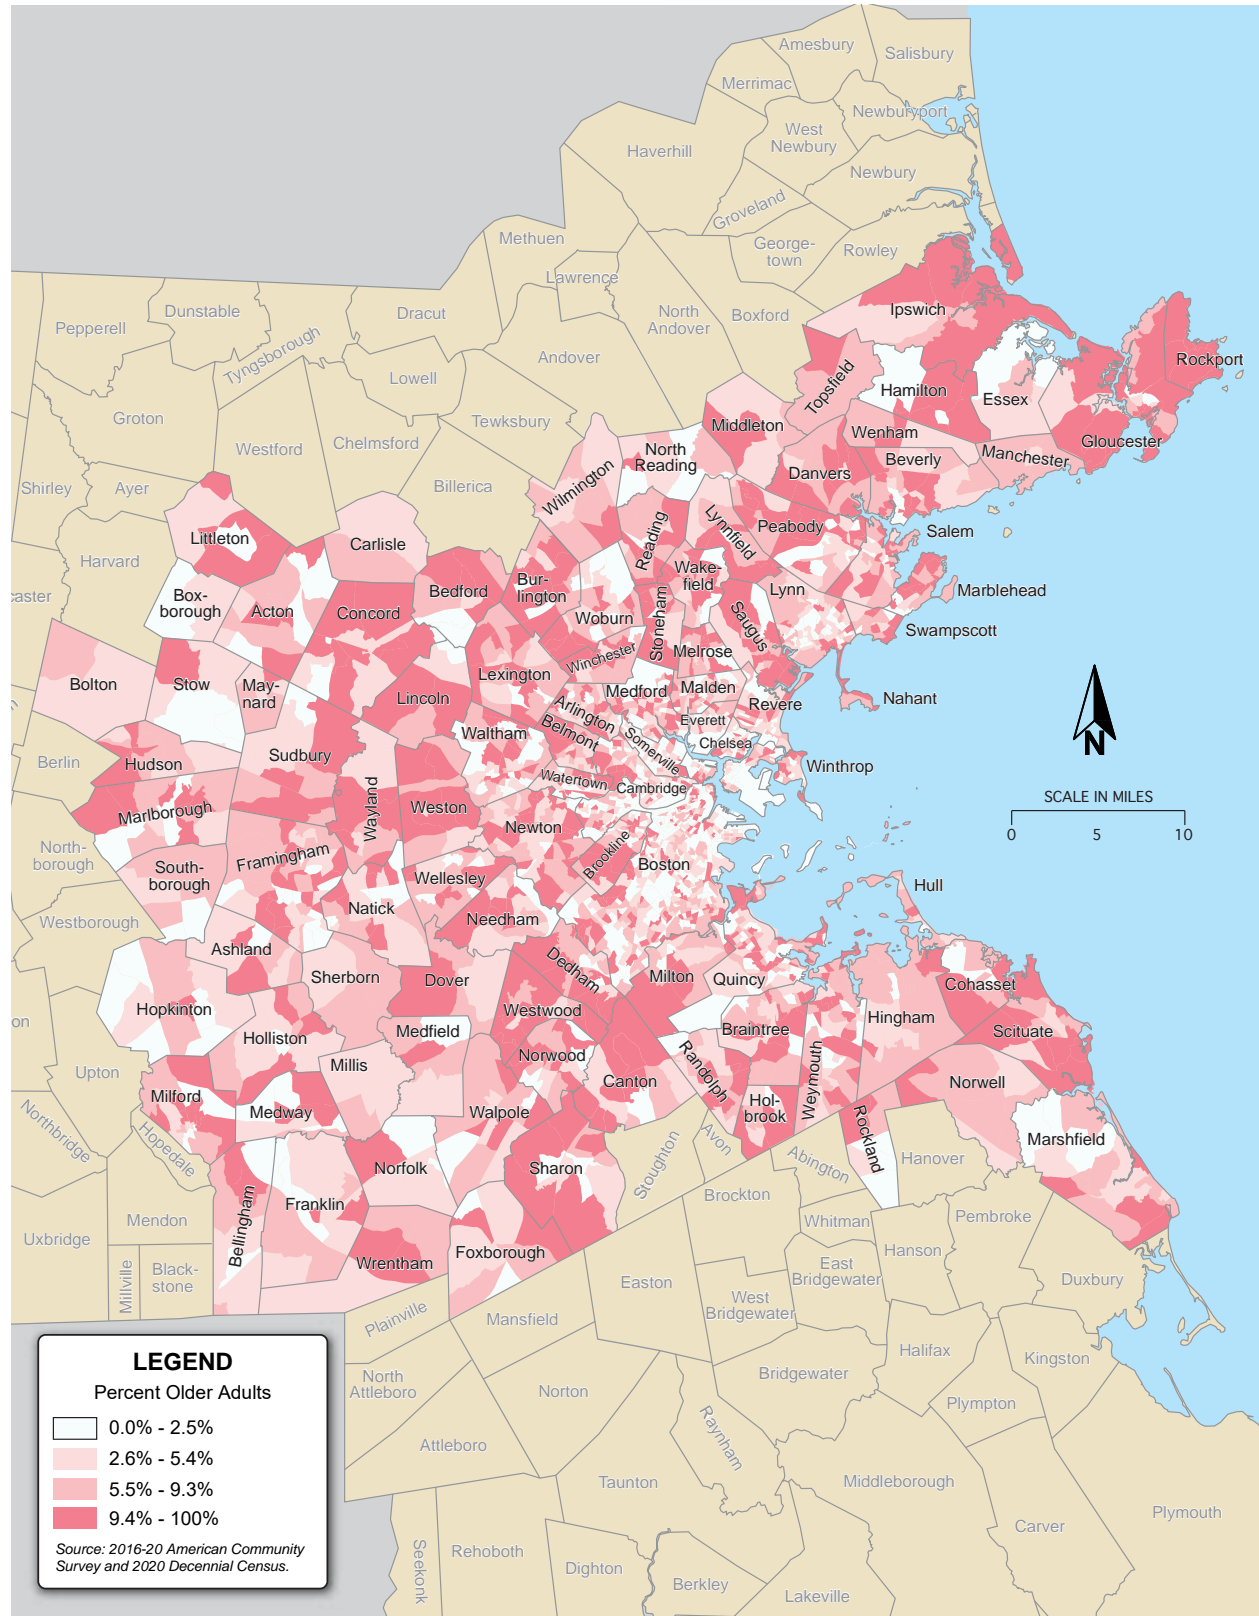 Amesbury
Salisbury
Merrimac
Newburyport
West
Newbury
Haverhill
Newbury
Groveland
Methuen
George-
town
Rowley
Lawrence
Ipswich
Pepperell
Dunstable
Dracut
North
Andover
Boxford
Tyngsborough
Andover
Rockport
Lowell
Topsfield
Hamilton
Essex
Groton
Tewksbury
Middleton
Westford
Chelmsford
Wenham
Gloucester
North
Reading
Beverly
Manchester
Danvers
Shirley
Ayer
Billerica
Wilmington
Lynnfield
Peabody
Salem
Littleton
Carlisle
Reading
Harvard
Wake-
field
caster
Box-
borough
Acton
Concord
Bedford
Bur-
lington
Lynn
Marblehead
Woburn
Stoneham
Saugus
Swampscott
Winchester
Melrose
Bolton
Stow
May-
nard
Lincoln
Lexington
Medford
Malden
Revere
Nahant
Arlington
Everett
Belmont
Waltham
Somerville
Chelsea
Berlin
Hudson
Sudbury
Winthrop
Watertown
Cambridge
Wayland
Weston
Marlborough
Newton
N
SCALE IN MILES
0
5
10
North-
borough
South-
borough
Framingham
Brookline
Boston
Wellesley
Hull
Natick
Needham
Westborough
Ashland
Sherborn
Dover
Dedham
Milton
Quincy
Cohasset
Hopkinton
Westwood
Hingham
Scituate
on
Holliston
Medfield
Braintree
Norwood
Upton
Millis
Randolph
Weymouth
Canton
Norwell
Milford
Medway
Walpole
Hol-
brook
Rockland
Northbridge
Hopedale
Avon
Marshfield
Stoughton
Abington
Hanover
Norfolk
Sharon
Brockton
Franklin
Bellingham
Mendon
Whitman
Pembroke
Uxbridge
Wrentham
Foxborough
Hanson
East
Bridgewater
Millville
Black-
stone
Easton
Duxbury
West
Bridgewater
Plainville
Mansfield
Halifax
Kingston
North
Attleboro
Norton
Bridgewater
Plympton
Raynham
Attleboro
Taunton
Middleborough
Plymouth
Carver
Seekonk
Rehoboth
Dighton
Berkley
Lakeville
LEGEND
Percent Older Adults
0.0% - 2.5%
2.6% - 5.4%
5.5% - 9.3%
9.4% - 100%
Source: 2016-20 American Community
Survey and 2020 Decennial Census.